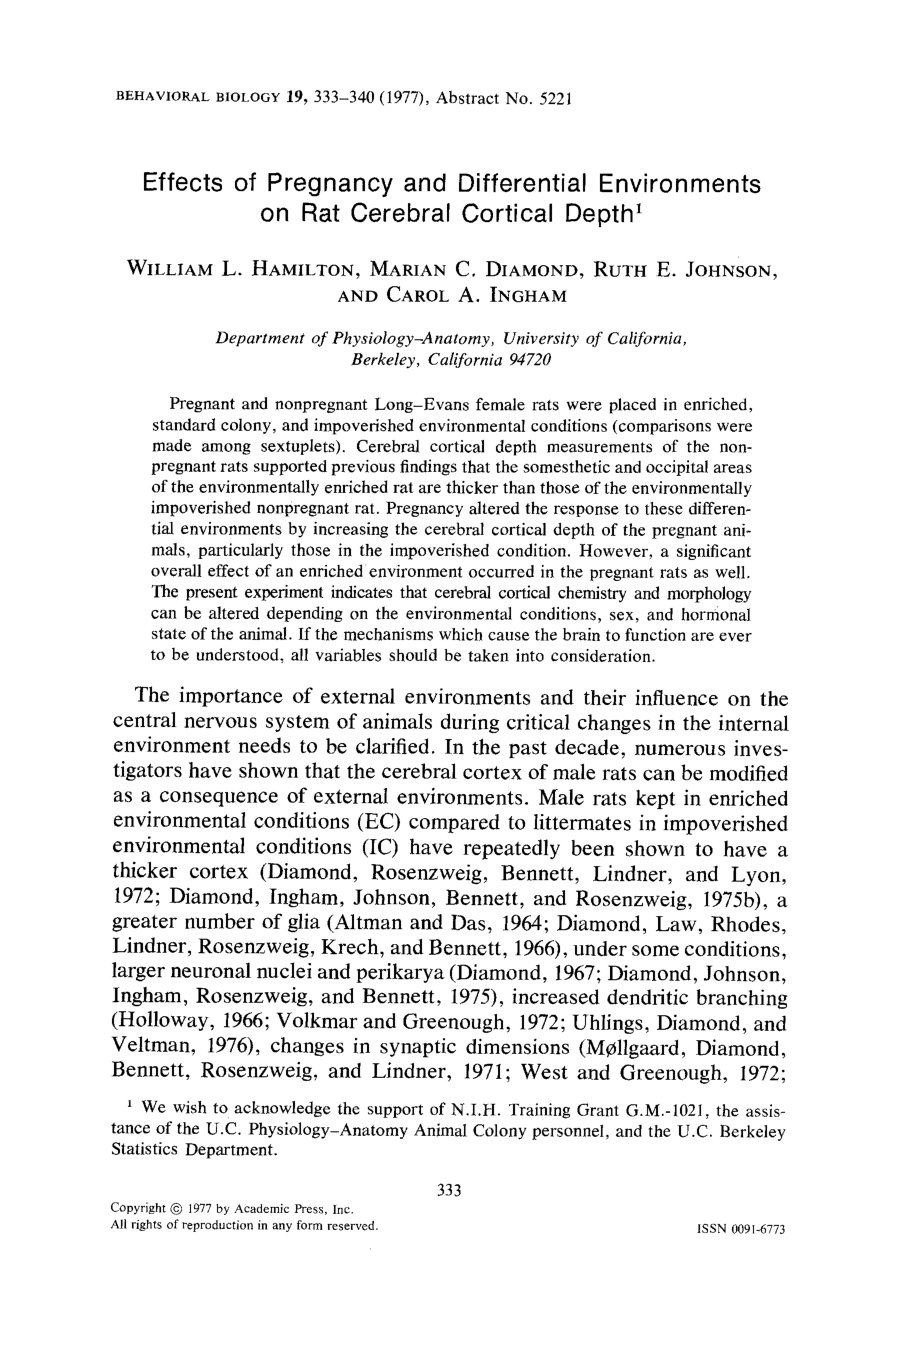 BEHAVIORAL BIOLOGY 19, 333–340 (1977), Abstract No. 5221
Effects of Pregnancy and Differential Environments
on Rat Cerebral Cortical Depth¹
WILLIAM L. HAMILTON, MARIAN C. DIAMOND, RUTH E. JOHNSON,
AND CAROL A. INGHAM
Department of Physiology–Anatomy, University of California,
Berkeley, California 94720
Pregnant and nonpregnant Long–Evans female rats were placed in enriched,
standard colony, and impoverished environmental conditions (comparisons were
made among sextuplets). Cerebral cortical depth measurements of the non-
pregnant rats supported previous findings that the somesthetic and occipital areas
of the environmentally enriched rat are thicker than those of the environmentally
impoverished nonpregnant rat. Pregnancy altered the response to these differen-
tial environments by increasing the cerebral cortical depth of the pregnant ani-
mals, particularly those in the impoverished condition. However, a significant
overall effect of an enriched environment occurred in the pregnant rats as well.
The present experiment indicates that cerebral cortical chemistry and morphology
can be altered depending on the environmental conditions, sex, and hormonal
state of the animal. If the mechanisms which cause the brain to function are ever
to be understood, all variables should be taken into consideration.
The importance of external environments and their influence on the
central nervous system of animals during critical changes in the internal
environment needs to be clarified. In the past decade, numerous inves-
tigators have shown that the cerebral cortex of male rats can be modified
as a consequence of external environments. Male rats kept in enriched
environmental conditions (EC) compared to littermates in impoverished
environmental conditions (IC) have repeatedly been shown to have a
thicker cortex (Diamond, Rosenzweig, Bennett, Lindner, and Lyon,
1972; Diamond, Ingham, Johnson, Bennett, and Rosenzweig, 1975b), a
greater number of glia (Altman and Das, 1964; Diamond, Law, Rhodes,
Lindner, Rosenzweig, Krech, and Bennett, 1966), under some conditions,
larger neuronal nuclei and perikarya (Diamond, 1967; Diamond, Johnson,
Ingham, Rosenzweig, and Bennett, 1975), increased dendritic branching
(Holloway, 1966; Volkmar and Greenough, 1972; Uhlings, Diamond, and
Veltman, 1976), changes in synaptic dimensions (Møllgaard, Diamond,
Bennett, Rosenzweig, and Lindner, 1971; West and Greenough, 1972;
¹ We wish to acknowledge the support of N.I.H. Training Grant G.M.-1021, the assis-
tance of the U.C. Physiology–Anatomy Animal Colony personnel, and the U.C. Berkeley
Statistics Department.
333
Copyright © 1977 by Academic Press, Inc.
All rights of reproduction in any form reserved.
ISSN 0091-6773